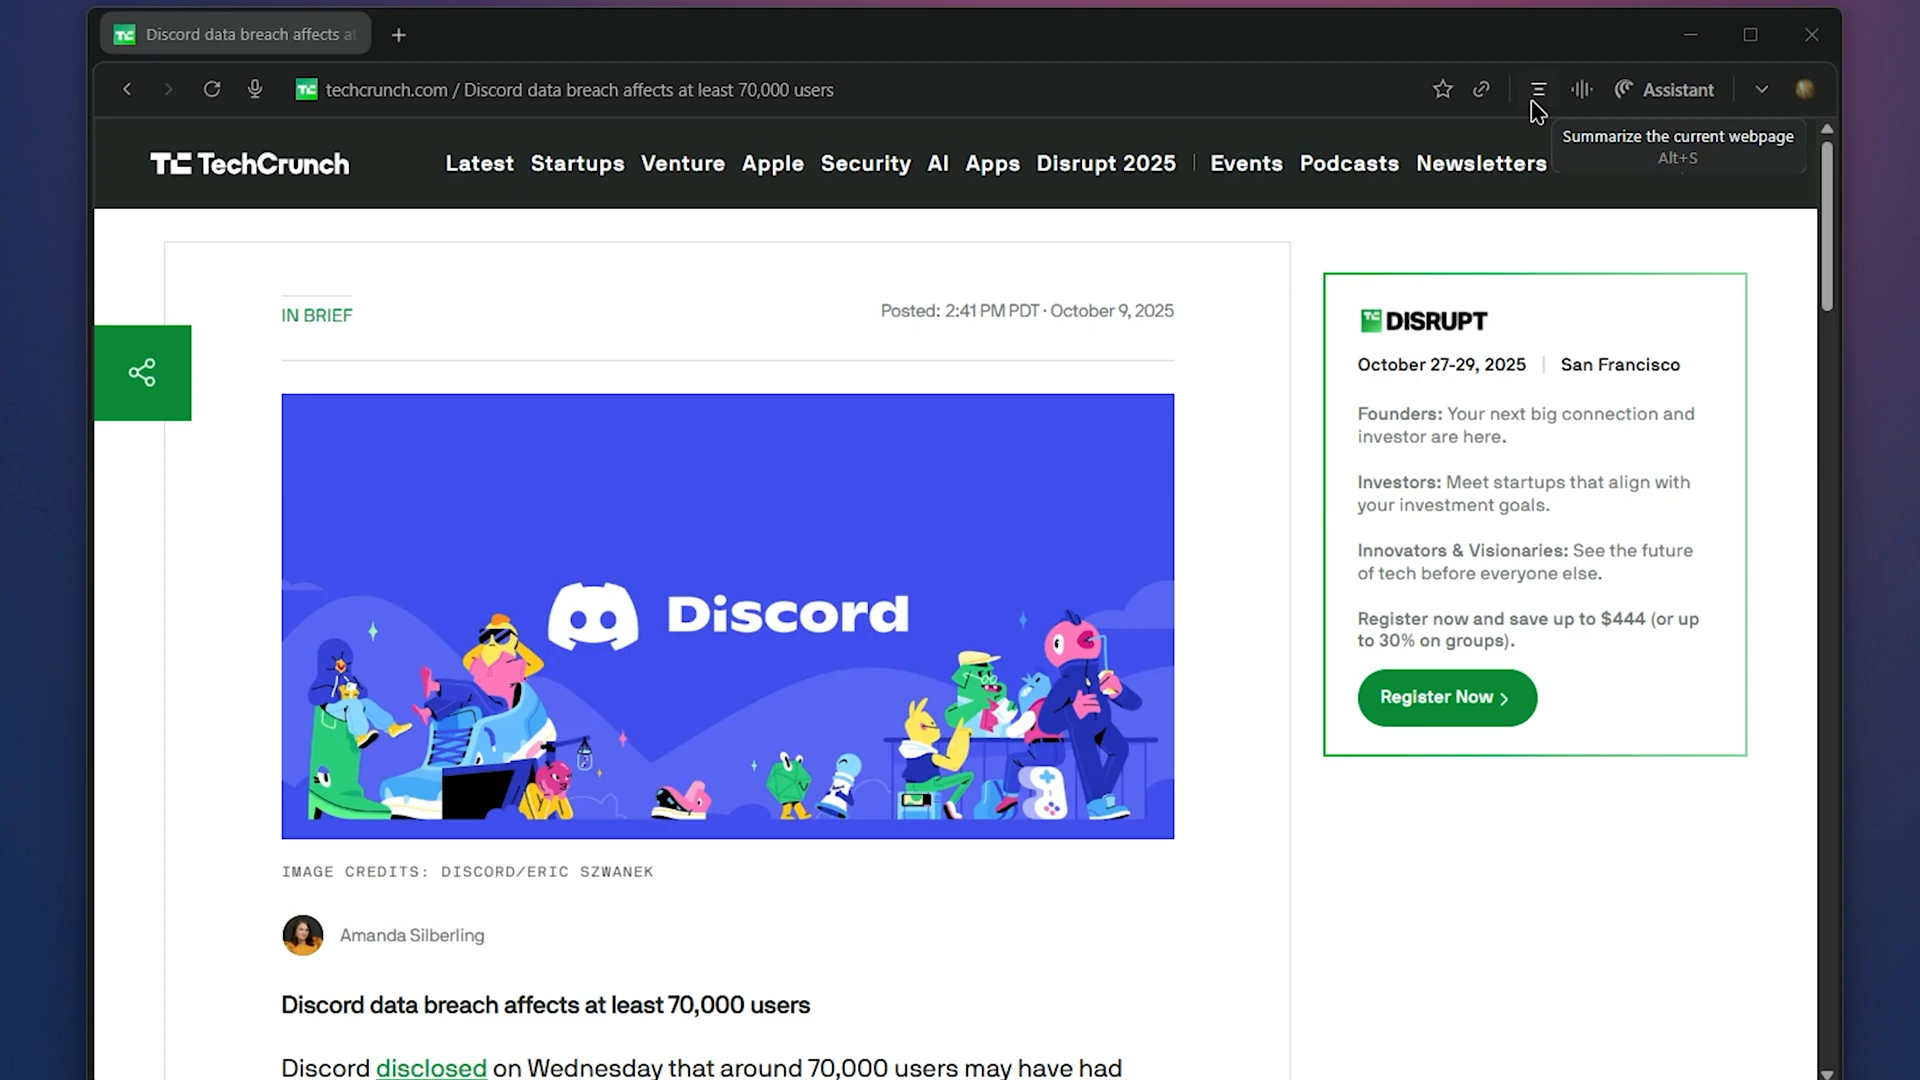 Discord data breach affects at
techcrunch.com / Discord data breach affects at least 70,000 users
Assistant
Summarize the current webpage
Alt+S
TechCrunch
Latest Startups Venture Apple Security AI Apps Disrupt 2025 Events Podcasts Newsletters
IN BRIEF
Posted: 2:41 PM PDT · October 9, 2025
Discord
IMAGE CREDITS: DISCORD/ERIC SZWANEK
Amanda Silberling
Discord data breach affects at least 70,000 users
Discord disclosed on Wednesday that around 70,000 users may have had
DISRUPT
October 27-29, 2025 | San Francisco
Founders: Your next big connection and
investor are here.
Investors: Meet startups that align with
your investment goals.
Innovators & Visionaries: See the future
of tech before everyone else.
Register now and save up to $444 (or up
to 30% on groups).
Register Now